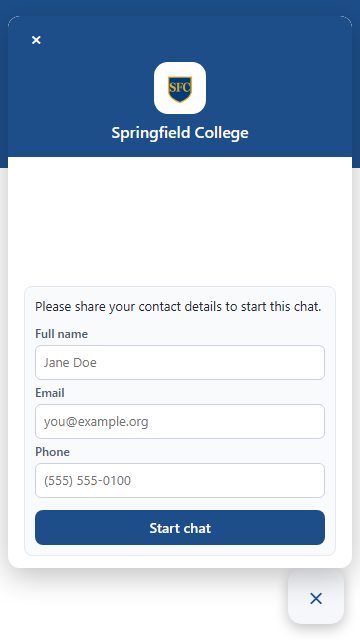 SFC
Springfield College
Please share your contact details to start this chat.
Full name
Jane Doe
Email
you@example.org
Phone
(555) 555-0100
Start chat